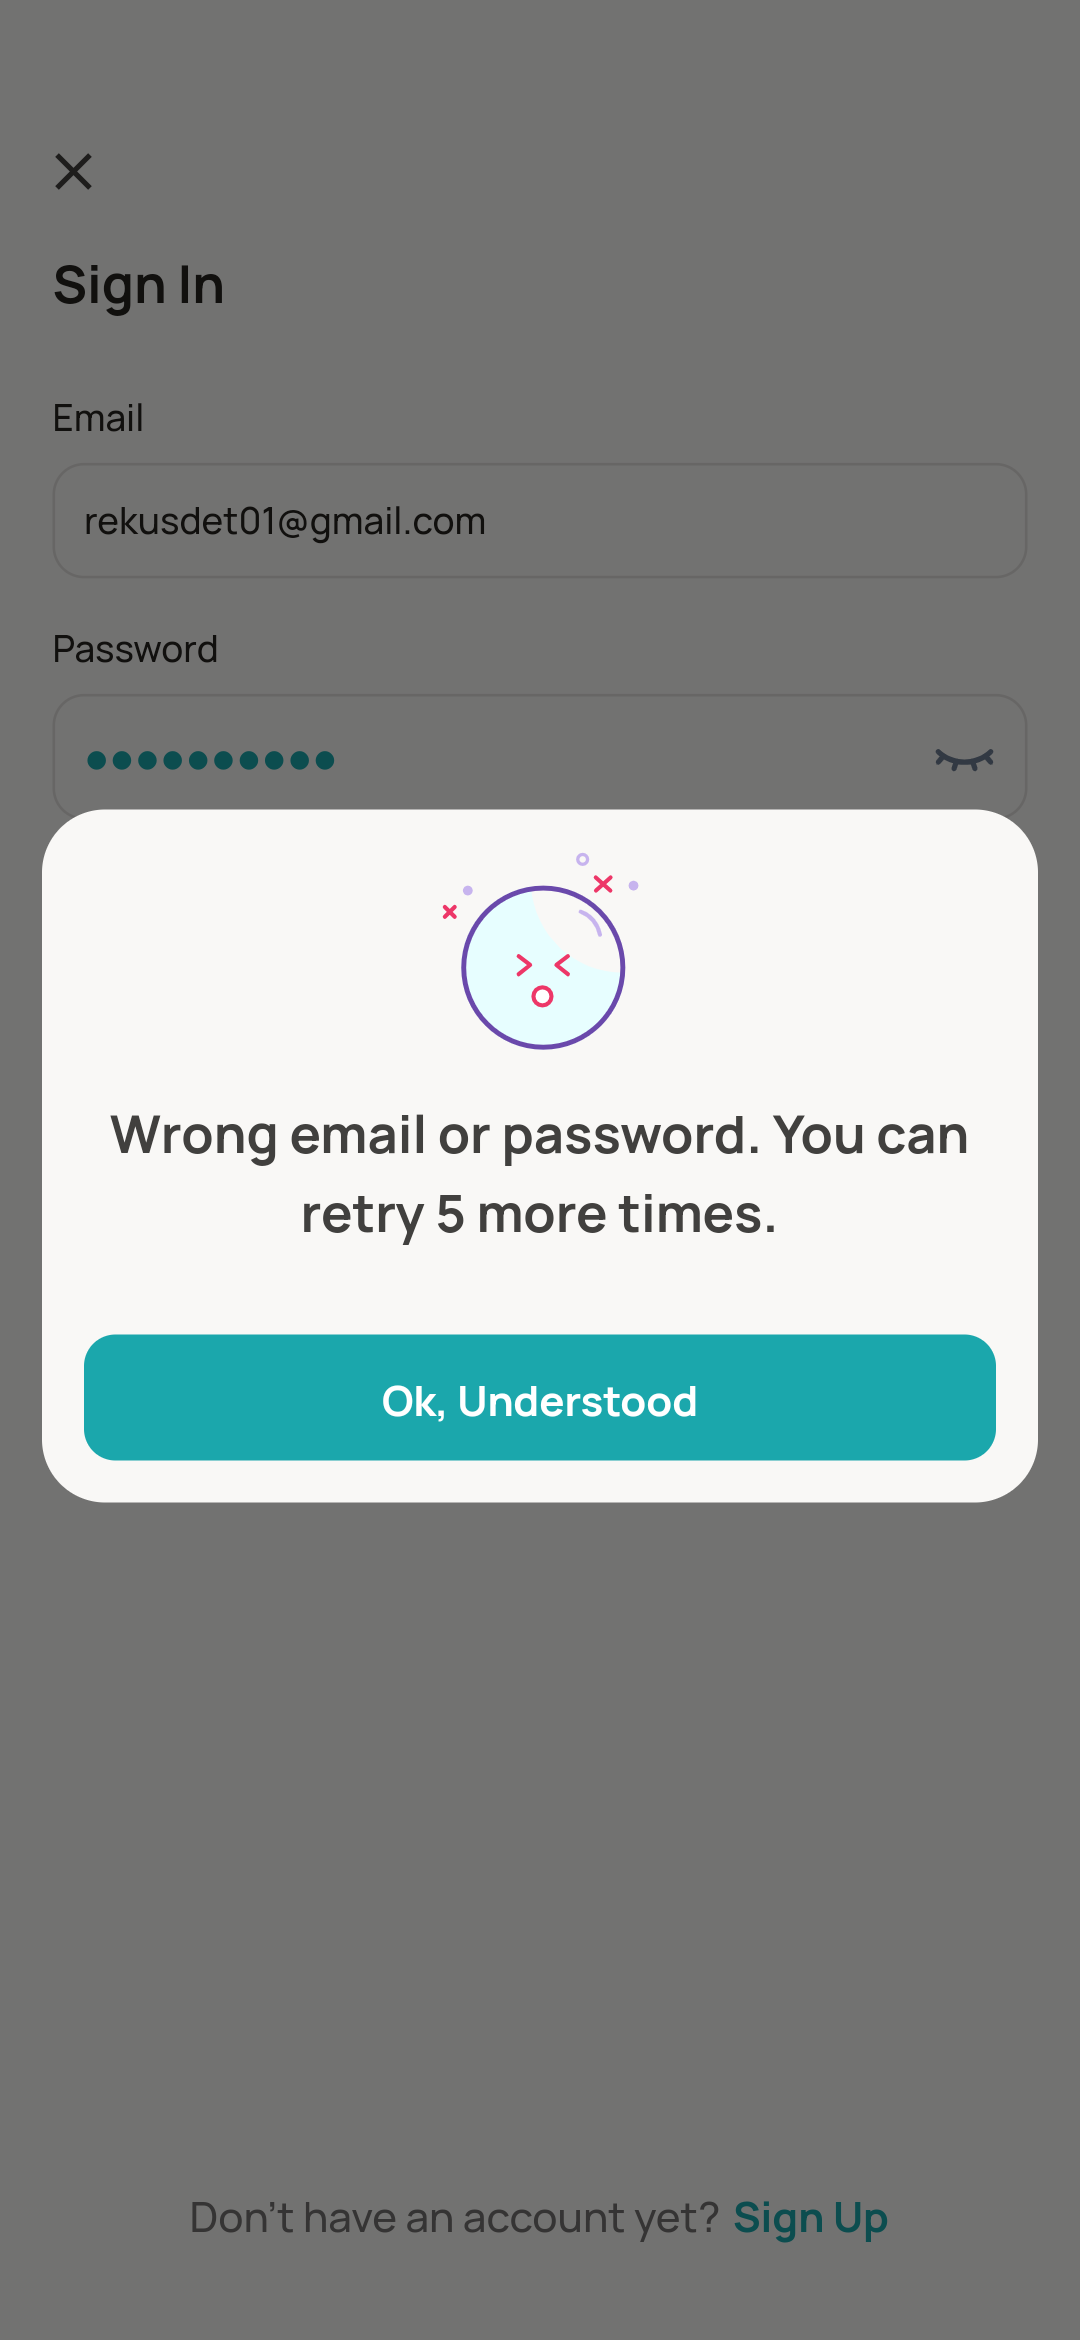 Sign In
Email
rekusdet01@gmail.com
Password
Wrong email or password. You can
retry 5 more times.
Ok, Understood
Don't have an account yet? Sign Up